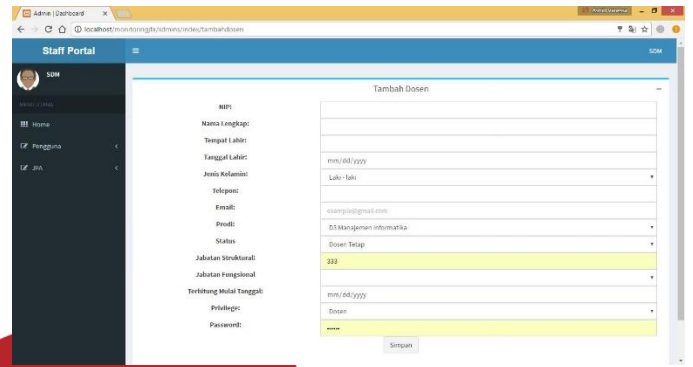 Admin | Dashboard
localhost/monitoringjfa/sdmins/index/tambahdosen
Staff Portal
SDM
SDM
Tambah Dosen
NIP:
Nama Lengkap:
Tempat Lahir:
Tanggal Lahir:
mm/dd/yyyy
Jenis Kelamin:
Laki - laki
Telepon:
Email:
example@gmail.com
Prodi:
D3 Manajemen Informatika
Status
Dosen Tetap
Jabatan Struktural:
333
Jabatan Fungsional
Terhitung Mulai Tanggal:
mm/dd/yyyy
Privilege:
Dosen
Password:
Simpan
Home
Pengguna
JFA